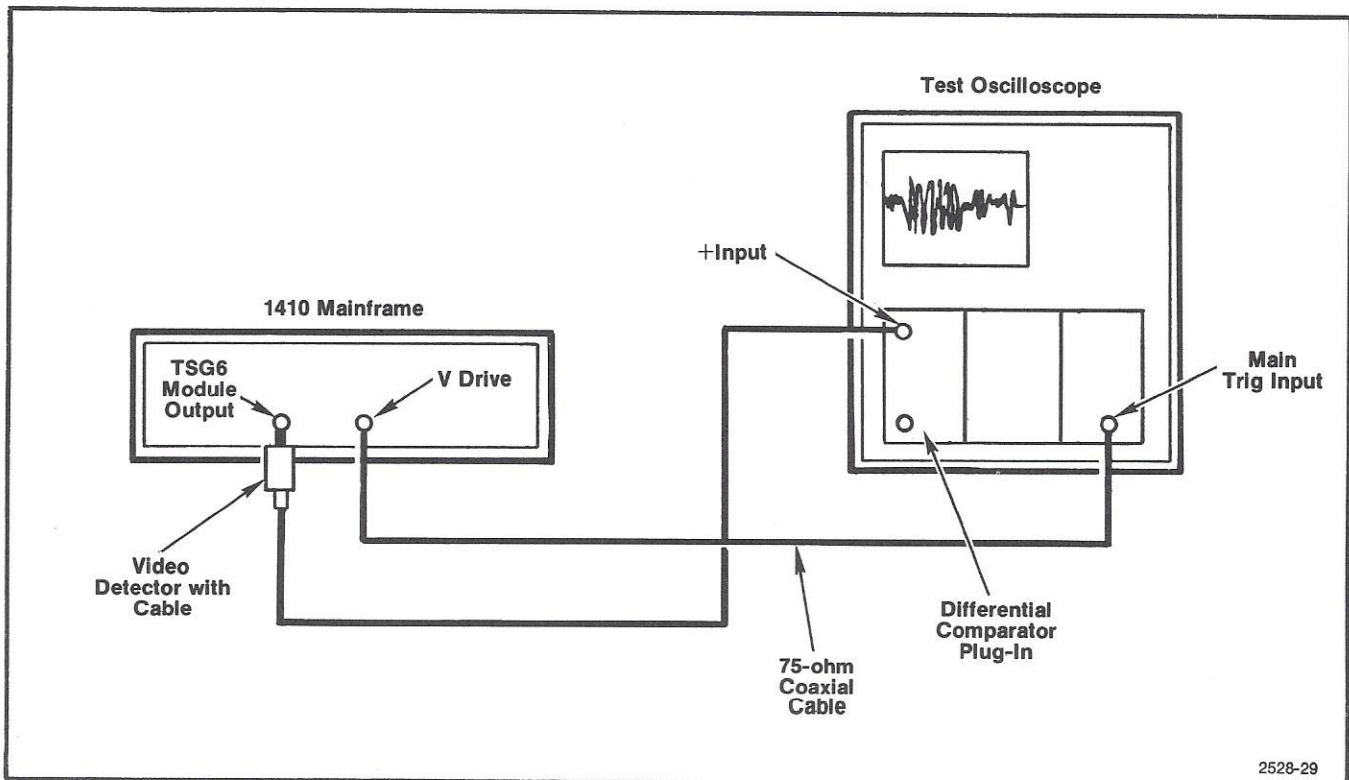 Test Oscilloscope
+Input
1410 Mainframe
TSG6
Module
Output
V Drive
Main
Trig Input
Video
Detector with
Cable
Differential
Comparator
Plug-In
75-ohm
Coaxial
Cable
2528-29